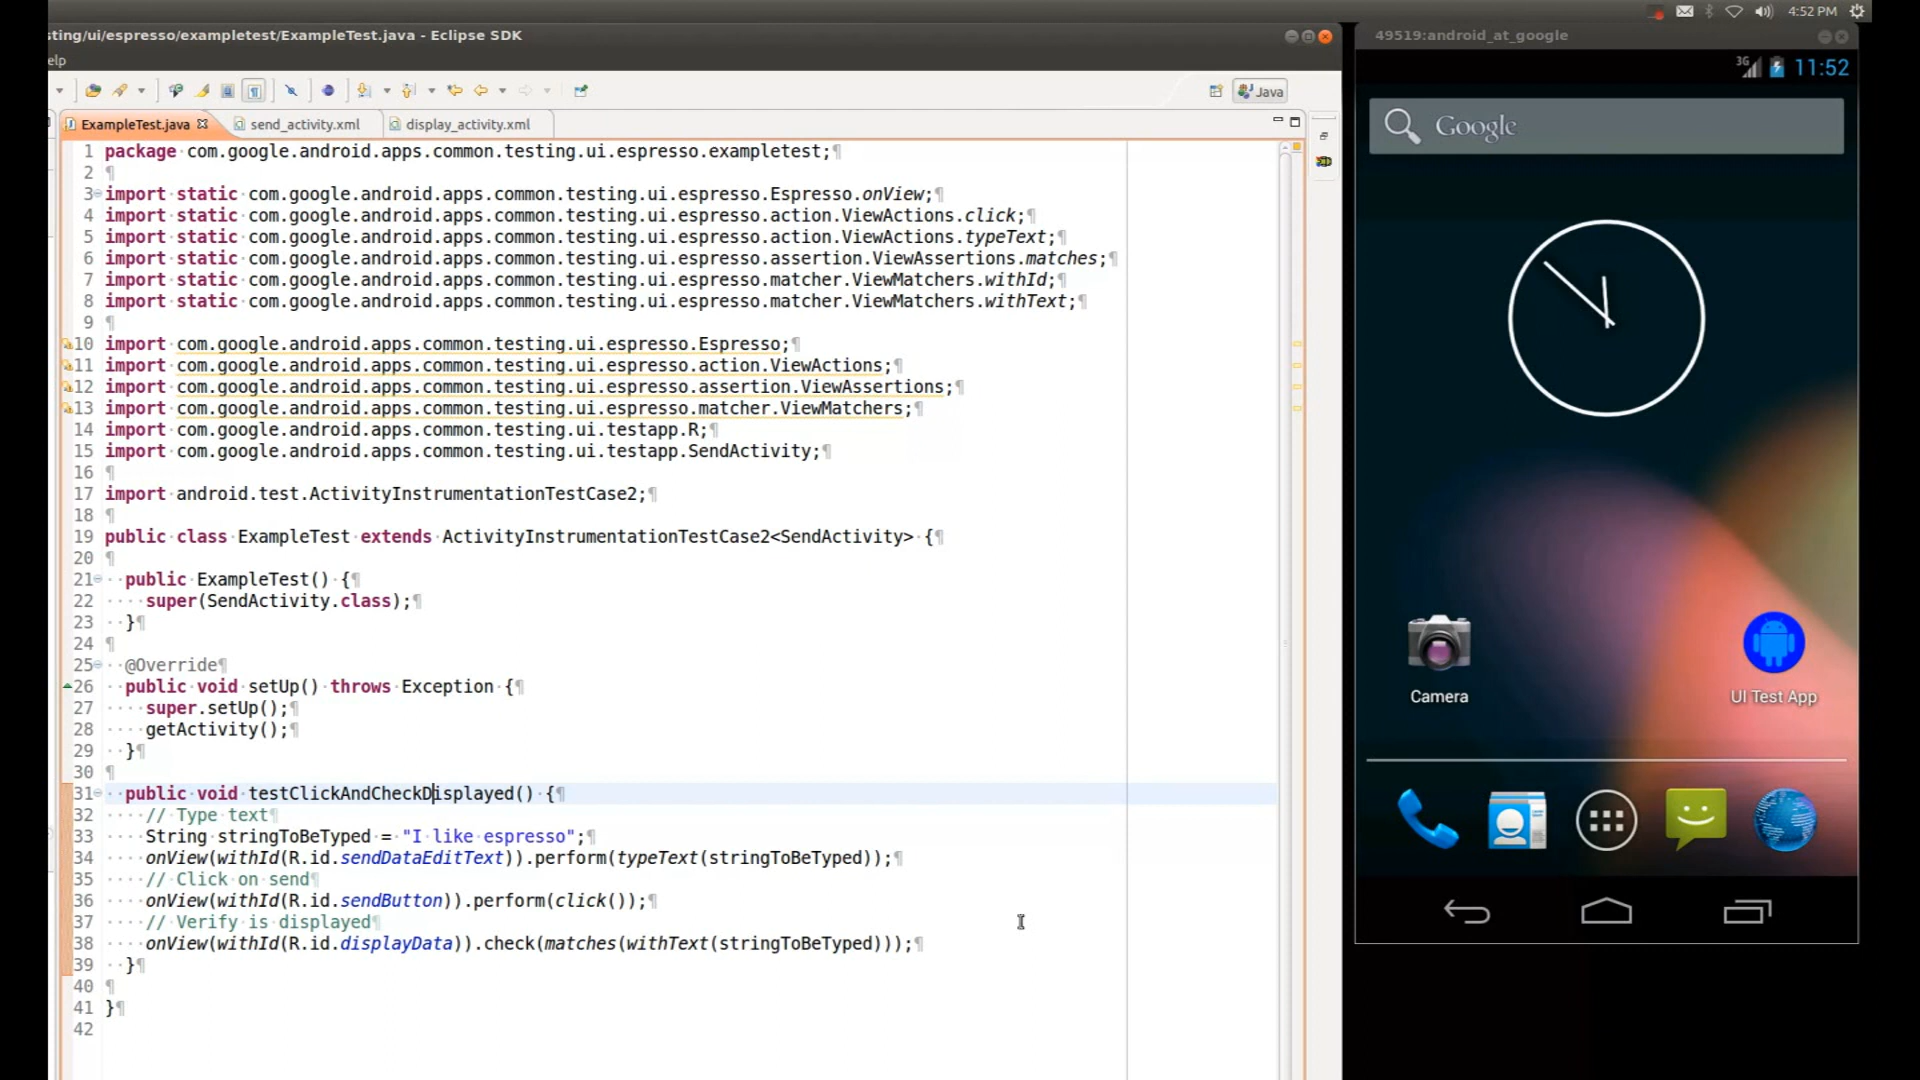 4:52 PM
ting/ui/espresso/exampletest/ExampleTest.java - Eclipse SDK
elp
Java
ExampleTest.java
send_activity.xml
display_activity.xml
1 package com.google.android.apps.common.testing.ui.espresso.exampletest;¶
2 ¶
3 import static com.google.android.apps.common.testing.ui.espresso.Espresso.onView;¶
4 import static com.google.android.apps.common.testing.ui.espresso.action.ViewActions.click;¶
5 import static com.google.android.apps.common.testing.ui.espresso.action.ViewActions.typeText;¶
6 import static com.google.android.apps.common.testing.ui.espresso.assertion.ViewAssertions.matches;¶
7 import static com.google.android.apps.common.testing.ui.espresso.matcher.ViewMatchers.withId;¶
8 import static com.google.android.apps.common.testing.ui.espresso.matcher.ViewMatchers.withText;¶
9 ¶
10 import com.google.android.apps.common.testing.ui.espresso.Espresso;¶
11 import com.google.android.apps.common.testing.ui.espresso.action.ViewActions;¶
12 import com.google.android.apps.common.testing.ui.espresso.assertion.ViewAssertions;¶
13 import com.google.android.apps.common.testing.ui.espresso.matcher.ViewMatchers;¶
14 import com.google.android.apps.common.testing.ui.testapp.R;¶
15 import com.google.android.apps.common.testing.ui.testapp.SendActivity;¶
16 ¶
17 import android.test.ActivityInstrumentationTestCase2;¶
18 ¶
19 public class ExampleTest extends ActivityInstrumentationTestCase2<SendActivity> {¶
20 ¶
21 public ExampleTest() {¶
22 super(SendActivity.class);¶
23 }¶
24 ¶
25 @Override¶
26 public void setUp() throws Exception {¶
27 super.setUp();¶
28 getActivity();¶
29 }¶
30 ¶
31 public void testClickAndCheckDisplayed() {¶
32 // Type text¶
33 String stringToBeTyped = "I like espresso";¶
34 onView(withId(R.id.sendDataEditText)).perform(typeText(stringToBeTyped));¶
35 // Click on send¶
36 onView(withId(R.id.sendButton)).perform(click());¶
37 // Verify is displayed¶
38 onView(withId(R.id.displayData)).check(matches(withText(stringToBeTyped)));¶
39 }¶
40 ¶
41 }¶
42
49519:android_at_google
3G
11:52
Google
Camera
UI Test App